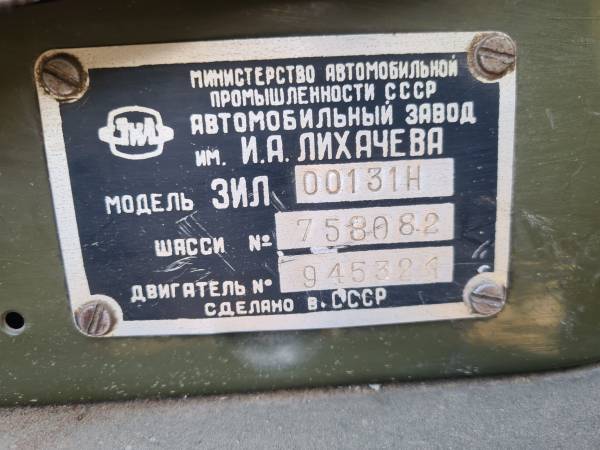 МИНИСТЕРСТВО АВТОМОБИЛЬНОЙ
ПРОМЫШЛЕННОСТИ СССР
ЗИЛ
АВТОМОБИЛЬНЫЙ ЗАВОД
ИМ. И.А. ЛИХАЧЕВА
МОДЕЛЬ ЗИЛ 00131Н
ШАССИ № 758082
ДВИГАТЕЛЬ № 945321
СДЕЛАНО В СССР